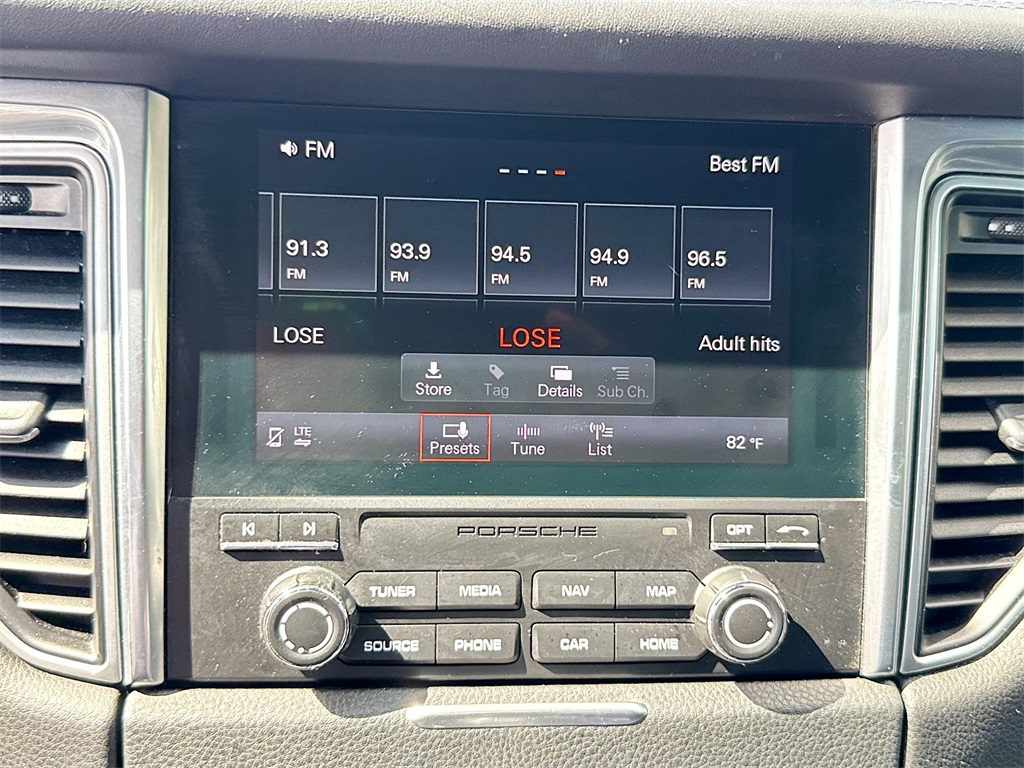 FM
Best FM
91.3 93.9 94.5 94.9 96.5
FM FM FM FM FM
LOSE LOSE Adult hits
Store Tag Details Sub Ch.
LTE
Presets Tune List 82 °F
PORSCHE OPT
TUNER MEDIA NAV MAP
SOURCE PHONE CAR HOME